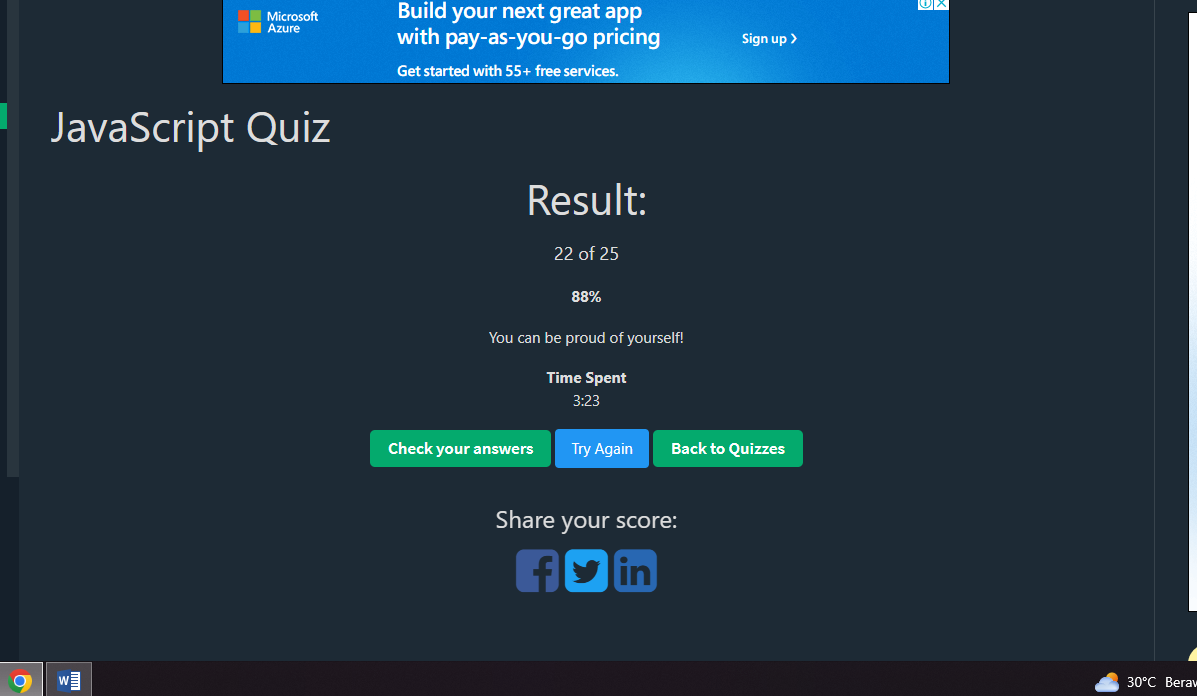 Microsoft
Azure
Build your next great app
with pay-as-you-go pricing
Get started with 55+ free services.
Sign up
JavaScript Quiz
Result:
22 of 25
88%
You can be proud of yourself!
Time Spent
3:23
Check your answers Try Again Back to Quizzes
Share your score:
30°C